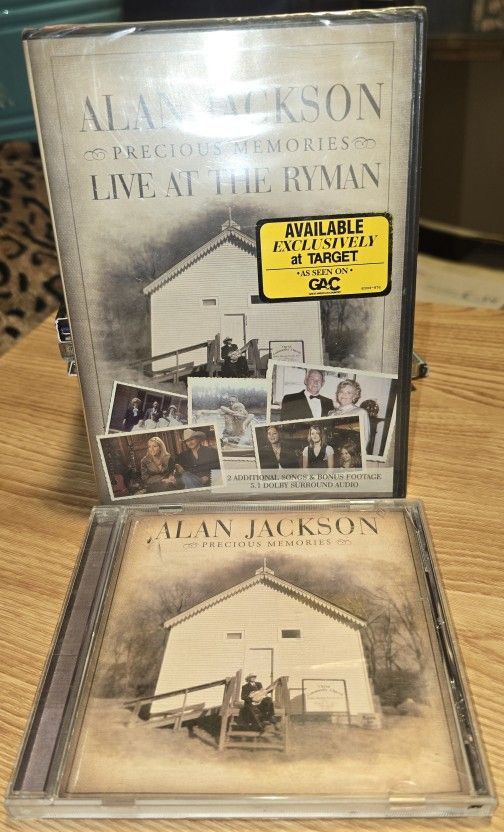 ALAN JACKSON
PRECIOUS MEMORIES
LIVE AT THE RYMAN
AVAILABLE
EXCLUSIVELY
at TARGET
• AS SEEN ON •
GAC
2 ADDITIONAL SONGS & BONUS FOOTAGE
5.1 DOLBY SURROUND AUDIO
ALAN JACKSON
PRECIOUS MEMORIES